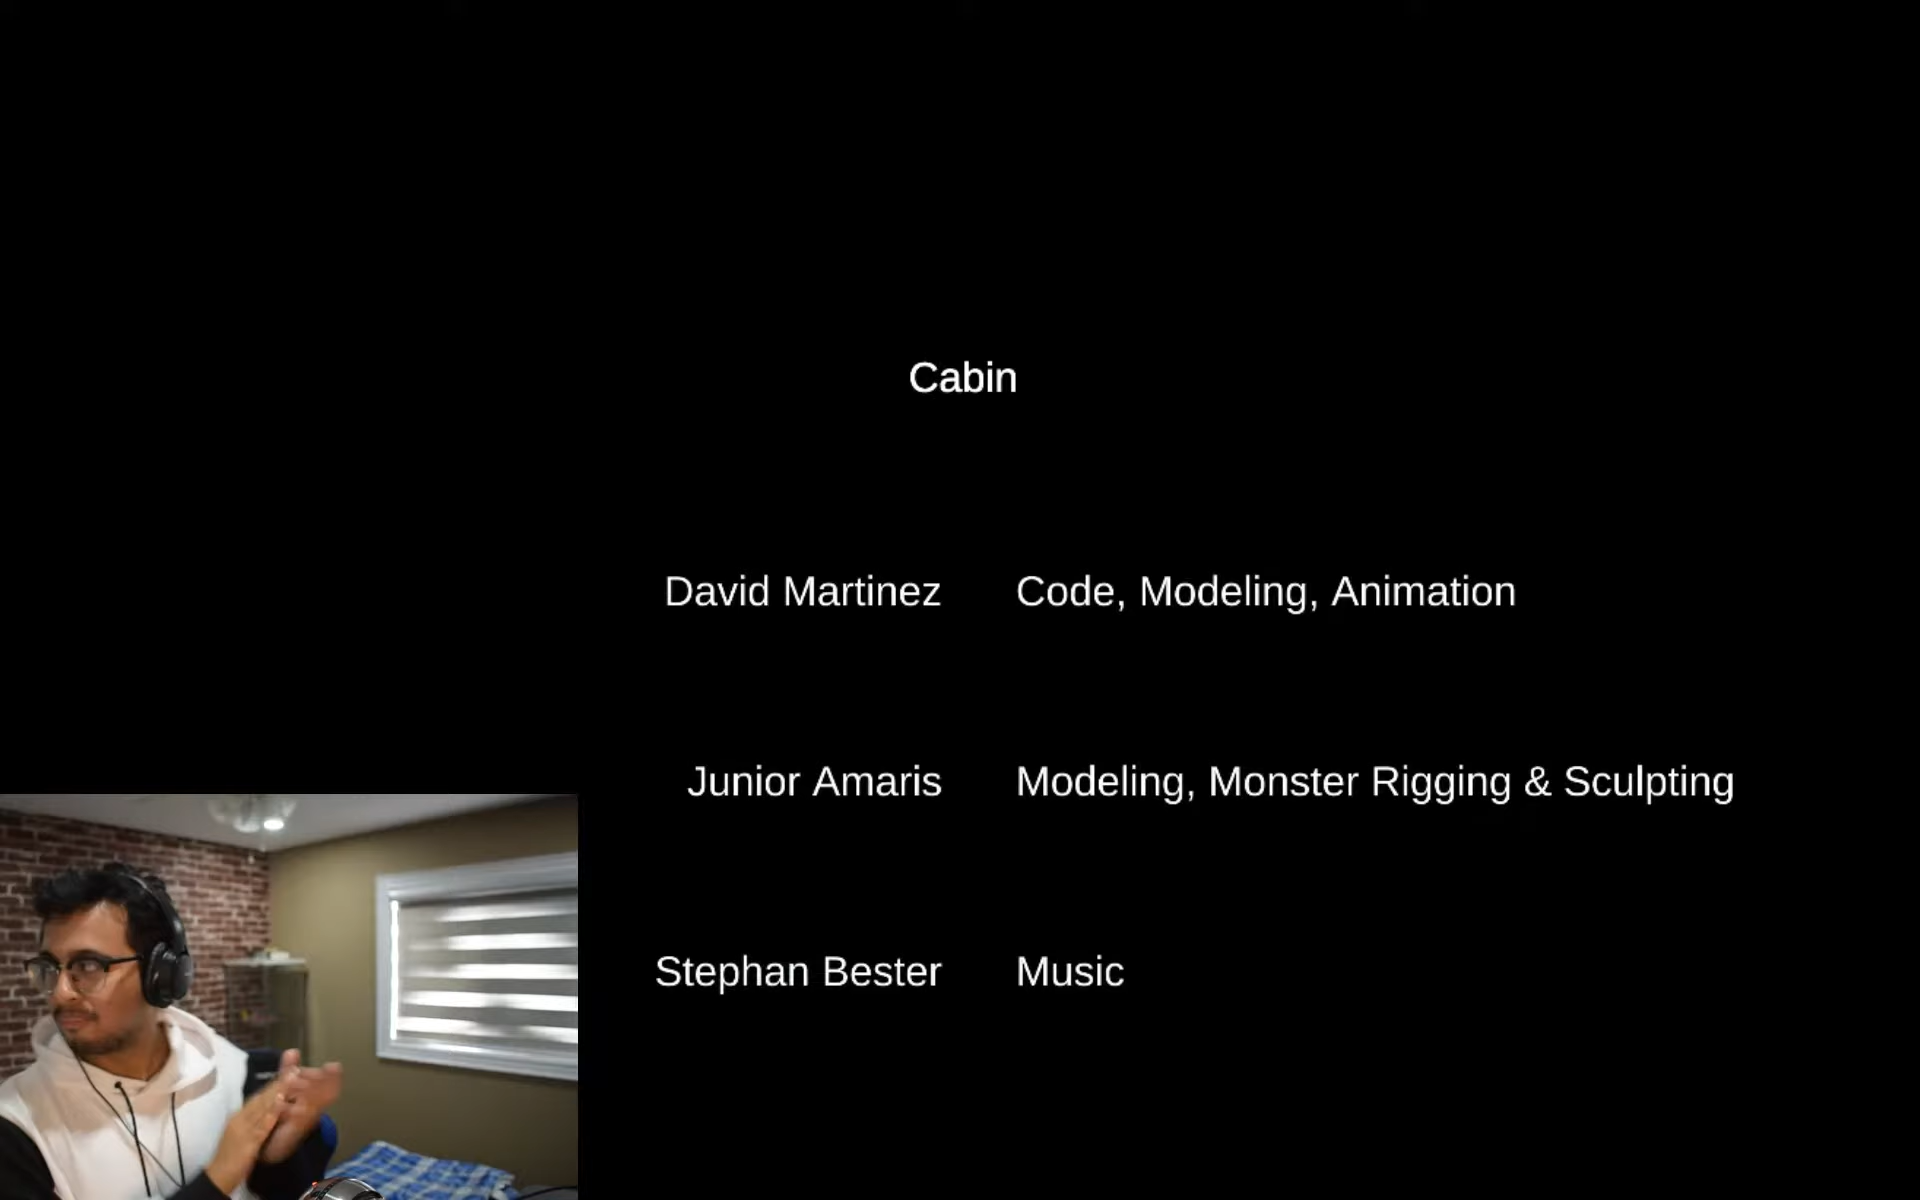 Cabin
David Martinez Code, Modeling, Animation
Junior Amaris Modeling, Monster Rigging & Sculpting
Stephan Bester Music